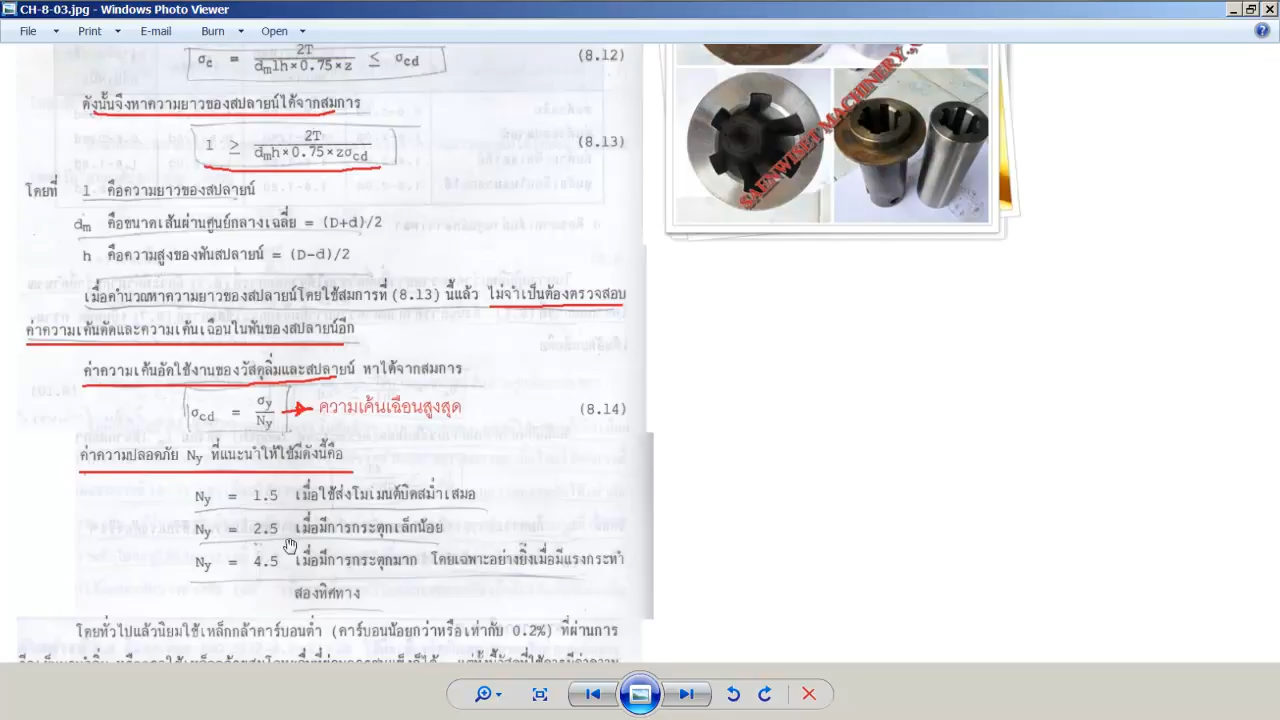 CH-8-03.jpg - Windows Photo Viewer
File Print E-mail Burn Open
σc = 2T / dmlh×0.75×z ≤ σcd (8.12)
ดังนั้นจึงหาความยาวของสปลายน์ได้จากสมการ
l ≥ 2T / dmh×0.75×zσcd (8.13)
โดยที่ l คือความยาวของสปลายน์
dm คือขนาดเส้นผ่านศูนย์กลางเฉลี่ย = (D+d)/2
h คือความสูงของฟันสปลายน์ = (D-d)/2
เมื่อคำนวณหาความยาวของสปลายน์โดยใช้สมการที่ (8.13) นี้แล้ว ไม่จำเป็นต้องตรวจสอบ
ค่าความเค้นดัดและความเค้นเฉือนในฟันของสปลายน์อีก
ค่าความเค้นอัดใช้งานของวัสดุลิ่มและสปลายน์ หาได้จากสมการ
σcd = σy / Ny ความเค้นเฉือนสูงสุด (8.14)
ค่าความปลอดภัย Ny ที่แนะนำให้ใช้มีดังนี้คือ
Ny = 1.5 เมื่อใช้ส่งโมเมนต์บิดสม่ำเสมอ
Ny = 2.5 เมื่อมีการกระตุกเล็กน้อย
Ny = 4.5 เมื่อมีการกระตุกมาก โดยเฉพาะอย่างยิ่งเมื่อมีแรงกระทำ
สองทิศทาง
โดยทั่วไปแล้วนิยมใช้เหล็กกล้าคาร์บอนต่ำ (คาร์บอนน้อยกว่าหรือเท่ากับ 0.2%) ที่ผ่านการ
SAENWISET MACHINERY.CO